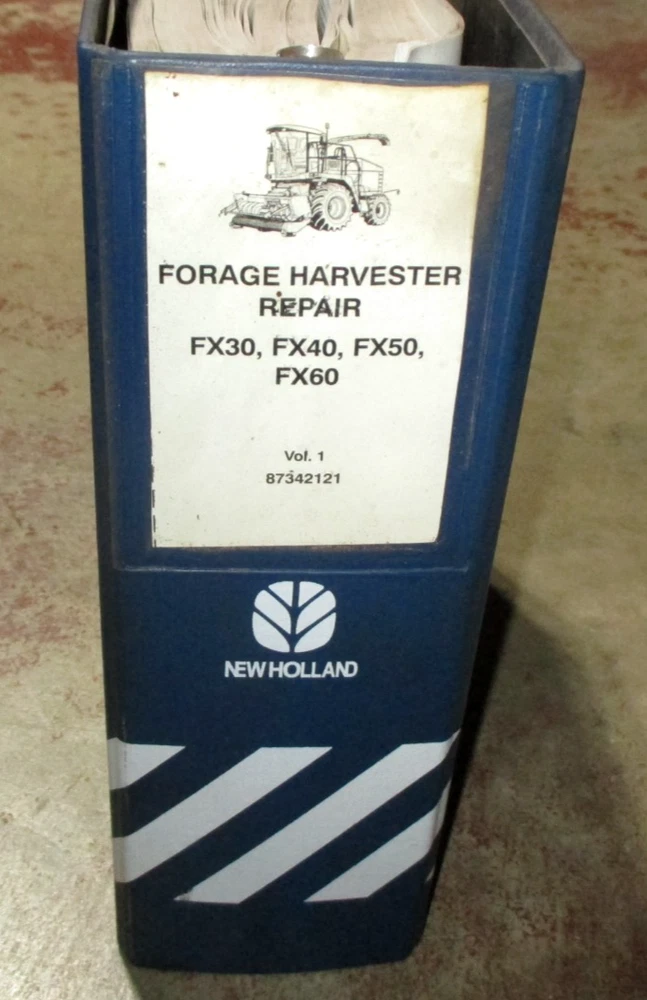 FORAGE HARVESTER
REPAIR
FX30, FX40, FX50,
FX60
Vol. 1
87342121
NEW HOLLAND